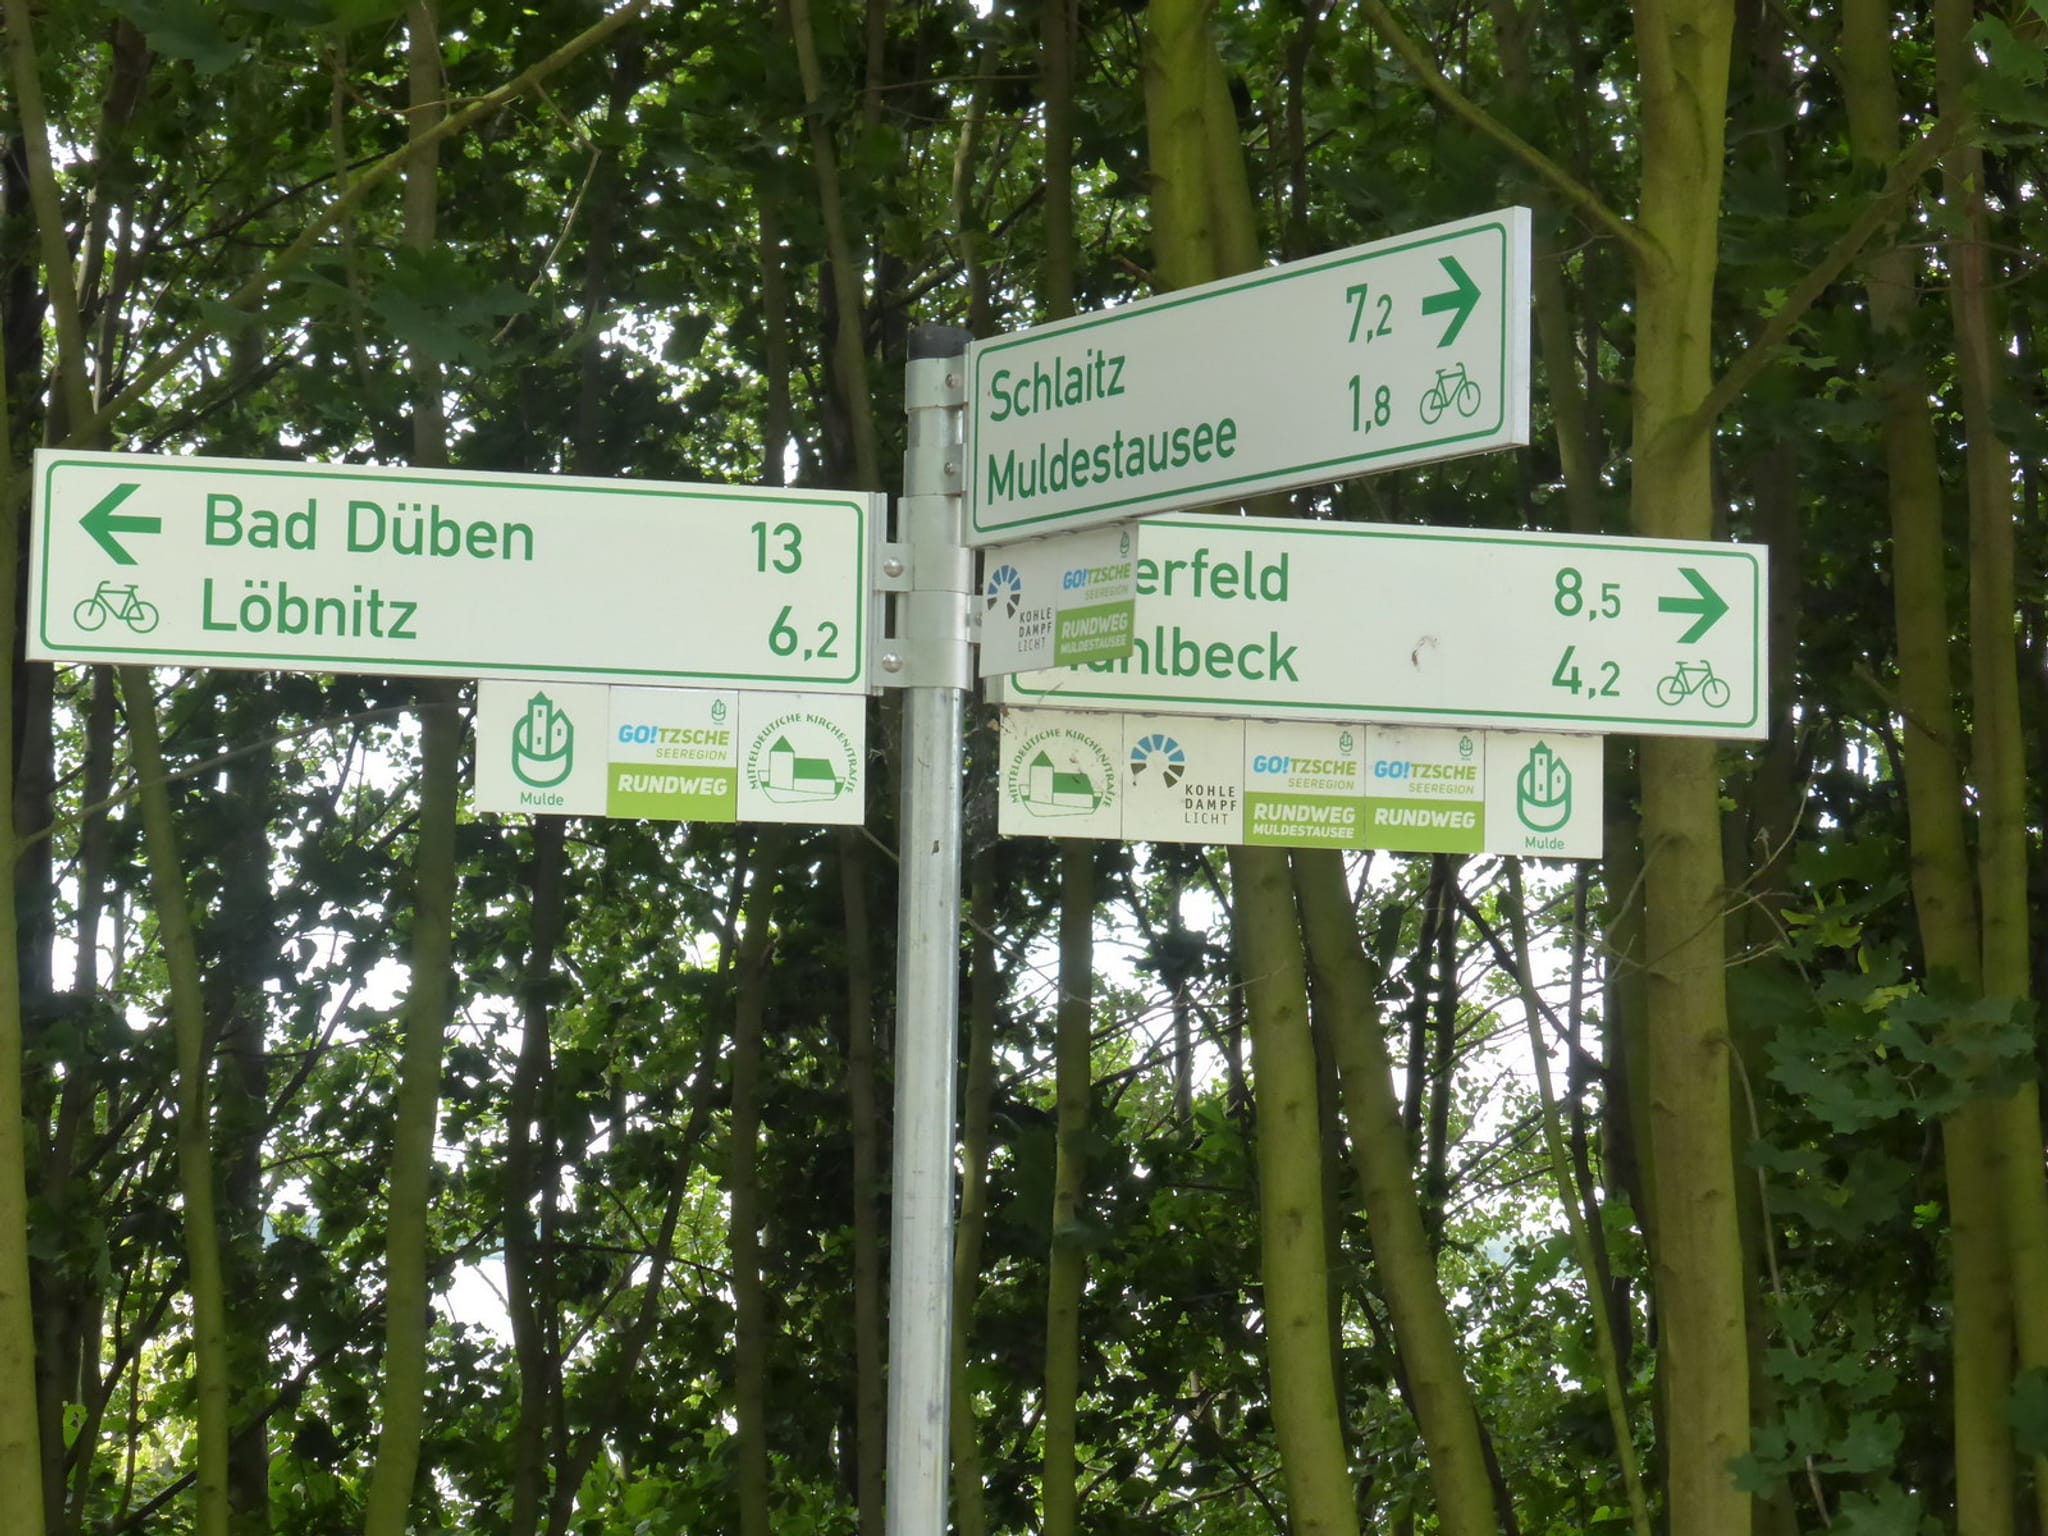 Schlaitz 7,2
Muldestausee 1,8
KOHLE
DAMPF
LICHT
GO!TZSCHE
SEEREGION
RUNDWEG
MULDESTAUSEE
Bad Düben 13
Löbnitz 6,2
Mulde
GO!TZSCHE
SEEREGION
RUNDWEG
MITTELDEUTSCHE KIRCHENSTRAßE
erfeld 8,5
hlbeck 4,2
MITTELDEUTSCHE KIRCHENSTRAßE
KOHLE
DAMPF
LICHT
GO!TZSCHE
SEEREGION
RUNDWEG
MULDESTAUSEE
GO!TZSCHE
SEEREGION
RUNDWEG
Mulde